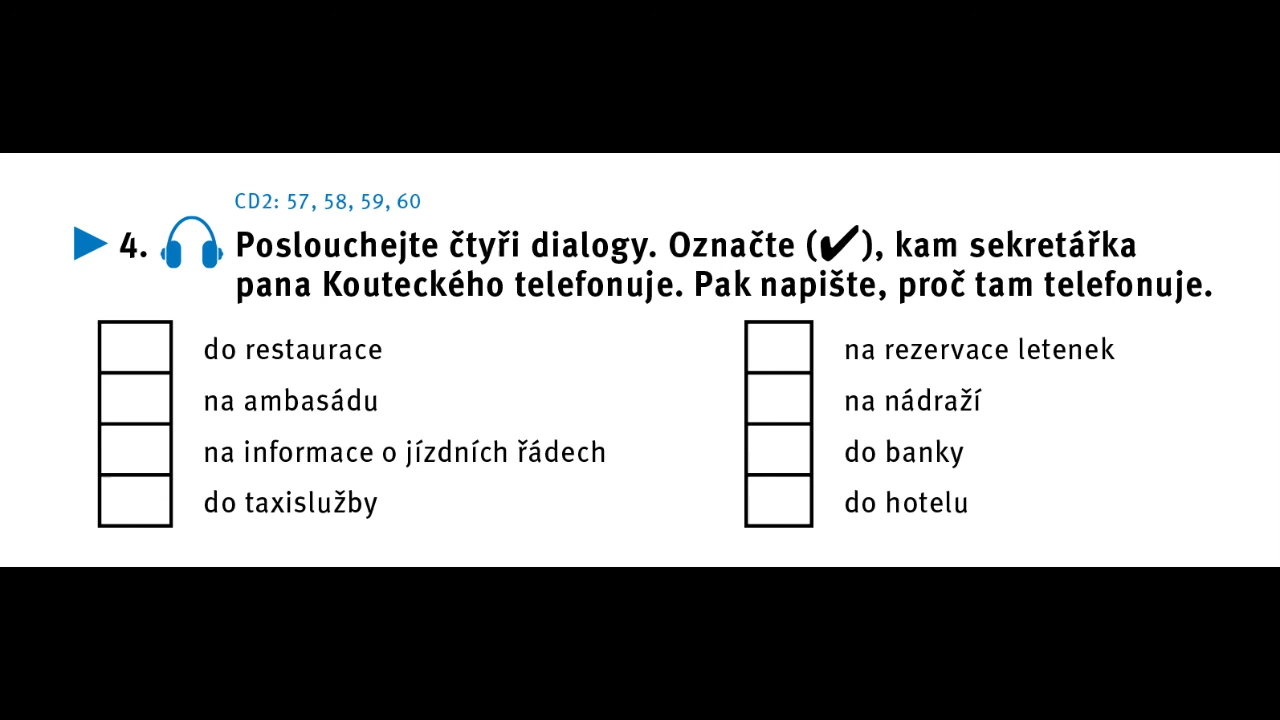 CD2: 57, 58, 59, 60
4. Poslouchejte čtyři dialogy. Označte (✔), kam sekretářka
pana Kouteckého telefonuje. Pak napište, proč tam telefonuje.
do restaurace
na ambasádu
na informace o jízdních řádech
do taxislužby
na rezervace letenek
na nádraží
do banky
do hotelu